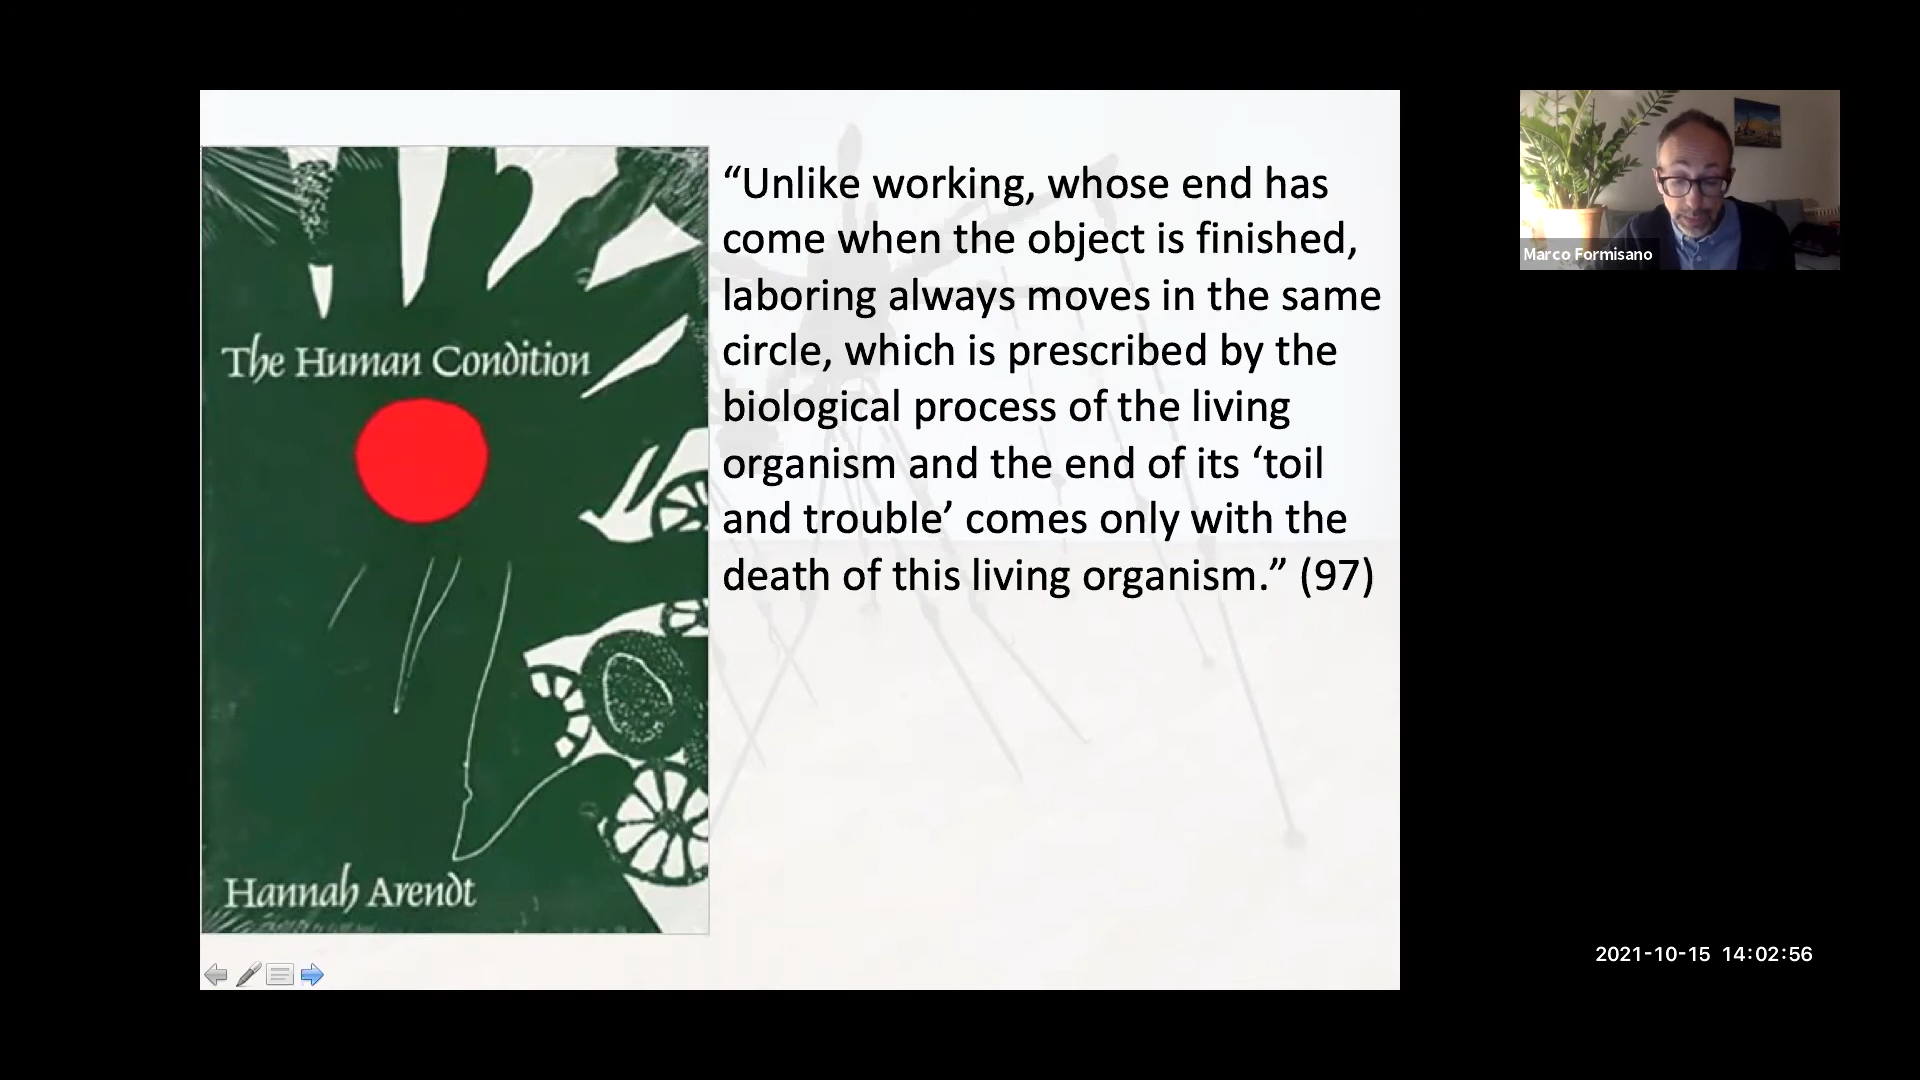 The Human Condition
Hannah Arendt
“Unlike working, whose end has
come when the object is finished,
laboring always moves in the same
circle, which is prescribed by the
biological process of the living
organism and the end of its ‘toil
and trouble’ comes only with the
death of this living organism.” (97)
Marco Formisano
2021-10-15 14:02:56